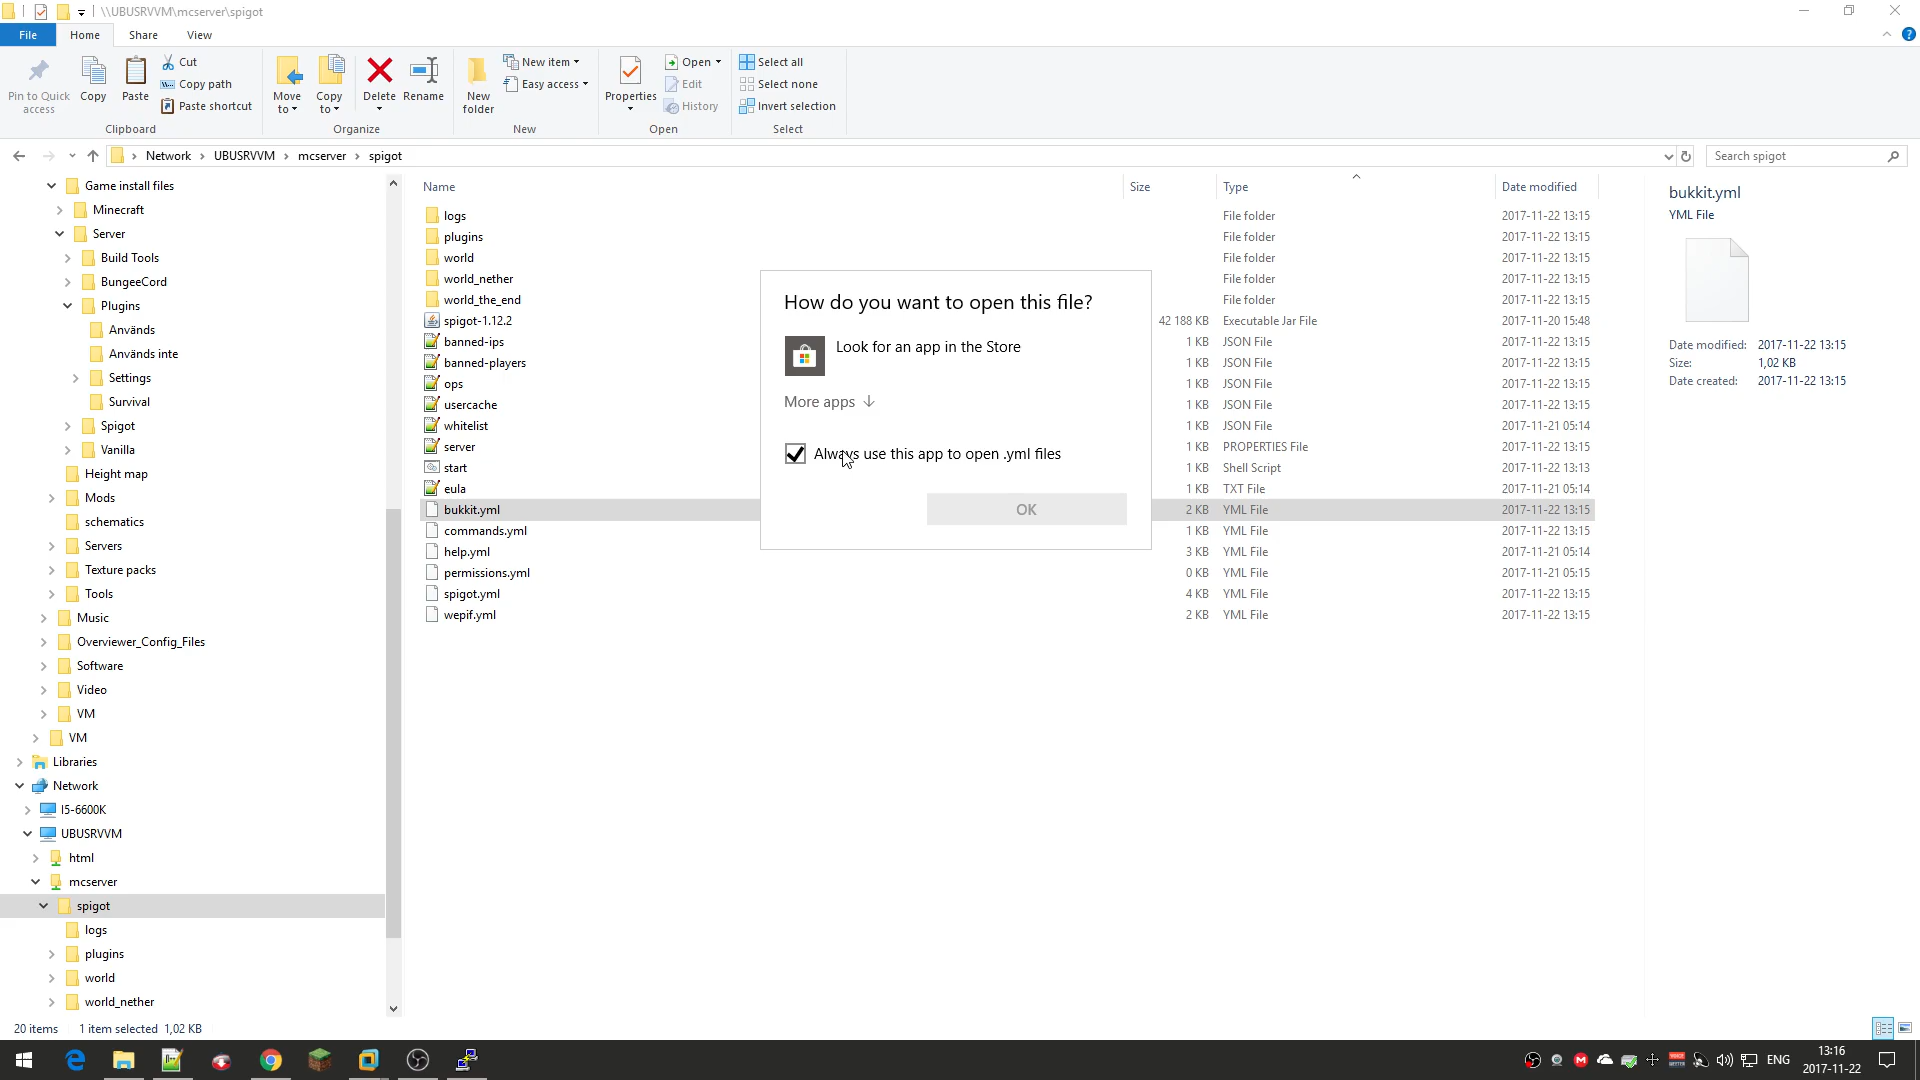 \\UBUSRVVM\mcserver\spigot
File Home Share View
Pin to Quick access
Copy
Paste
Cut
Copy path
Paste shortcut
Clipboard
Move to
Copy to
Delete
Rename
Organize
New folder
New item
Easy access
New
Properties
Open
Edit
History
Open
Select all
Select none
Invert selection
Select
Network > UBUSRVVM > mcserver > spigot
Search spigot
Game install files
Minecraft
Server
Build Tools
BungeeCord
Plugins
Används
Används inte
Settings
Survival
Spigot
Vanilla
Height map
Mods
schematics
Servers
Texture packs
Tools
Music
Overviewer_Config_Files
Software
Video
VM
VM
Libraries
Network
I5-6600K
UBUSRVVM
html
mcserver
spigot
logs
plugins
world
world_nether
Name Size Type Date modified
logs File folder 2017-11-22 13:15
plugins File folder 2017-11-22 13:15
world File folder 2017-11-22 13:15
world_nether File folder 2017-11-22 13:15
world_the_end File folder 2017-11-22 13:15
spigot-1.12.2 42 188 KB Executable Jar File 2017-11-20 15:48
banned-ips 1 KB JSON File 2017-11-22 13:15
banned-players 1 KB JSON File 2017-11-22 13:15
ops 1 KB JSON File 2017-11-22 13:15
usercache 1 KB JSON File 2017-11-22 13:15
whitelist 1 KB JSON File 2017-11-21 05:14
server 1 KB PROPERTIES File 2017-11-22 13:15
start 1 KB Shell Script 2017-11-22 13:13
eula 1 KB TXT File 2017-11-21 05:14
bukkit.yml 2 KB YML File 2017-11-22 13:15
commands.yml 1 KB YML File 2017-11-22 13:15
help.yml 3 KB YML File 2017-11-21 05:14
permissions.yml 0 KB YML File 2017-11-21 05:15
spigot.yml 4 KB YML File 2017-11-22 13:15
wepif.yml 2 KB YML File 2017-11-22 13:15
How do you want to open this file?
Look for an app in the Store
More apps
Always use this app to open .yml files
OK
bukkit.yml
YML File
Date modified: 2017-11-22 13:15
Size: 1,02 KB
Date created: 2017-11-22 13:15
20 items 1 item selected 1,02 KB
ENG
13:16
2017-11-22